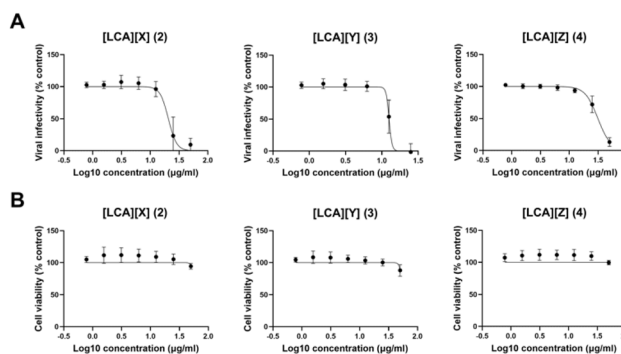 A
[LCA][X] (2)
Viral infectivity (% control)
150
100
50
0
-0.5 0.0 0.5 1.0 1.5 2.0
Log10 concentration (µg/ml)
[LCA][Y] (3)
Viral infectivity (% control)
150
100
50
0
-0.5 0.0 0.5 1.0 1.5
Log10 concentration (µg/ml)
[LCA][Z] (4)
Viral infectivity (% control)
150
100
50
0
-0.5 0.0 0.5 1.0 1.5 2.0
Log10 concentration (µg/ml)
B
[LCA][X] (2)
Cell viability (% control)
150
100
50
0
-0.5 0.0 0.5 1.0 1.5 2.0
Log10 concentration (µg/ml)
[LCA][Y] (3)
Cell viability (% control)
150
100
50
0
-0.5 0.0 0.5 1.0 1.5 2.0
Log10 concentration (µg/ml)
[LCA][Z] (4)
Cell viability (% control)
150
100
50
0
-0.5 0.0 0.5 1.0 1.5 2.0
Log10 concentration (µg/ml)